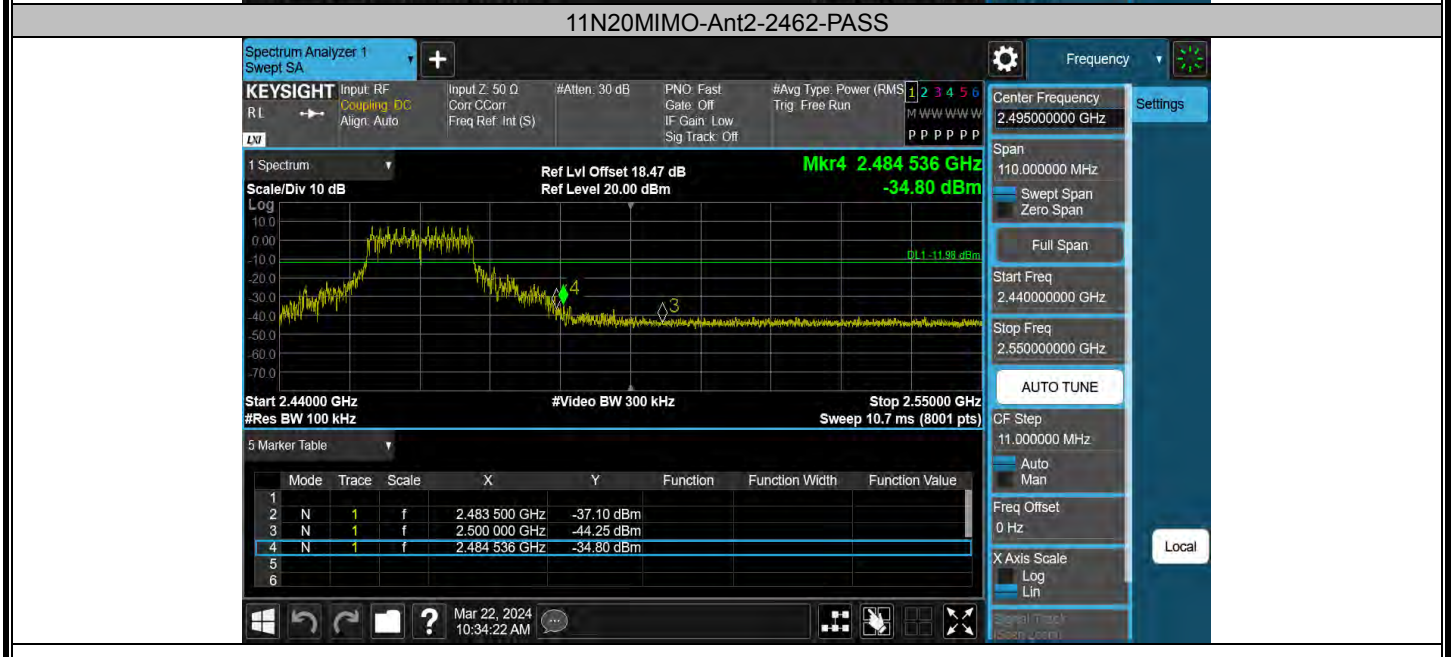 11N20MIMO-Ant2-2462-PASS
Spectrum Analyzer 1
Swept SA
+
Frequency
KEYSIGHT
RL
LXI
Input: RF
Coupling: DC
Align: Auto
Input Z: 50 Ω
Corr CCorr
Freq Ref: Int (S)
#Atten: 30 dB
PNO: Fast
Gate: Off
IF Gain: Low
Sig Track: Off
#Avg Type: Power (RMS
Trig: Free Run
1 2 3 4 5 6
M W W W W W
P P P P P P
1 Spectrum
Scale/Div 10 dB
Ref Lvl Offset 18.47 dB
Ref Level 20.00 dBm
Mkr4 2.484 536 GHz
-34.80 dBm
Log
10.0
0.00
-10.0
-20.0
-30.0
-40.0
-50.0
-60.0
-70.0
DL1 -11.98 dBm
4
3
Start 2.44000 GHz
#Video BW 300 kHz
Stop 2.55000 GHz
#Res BW 100 kHz
Sweep 10.7 ms (8001 pts)
5 Marker Table
Mode Trace Scale X Y Function Function Width Function Value
1
2 N 1 f 2.483 500 GHz -37.10 dBm
3 N 1 f 2.500 000 GHz -44.25 dBm
4 N 1 f 2.484 536 GHz -34.80 dBm
5
6
?
Mar 22, 2024
10:34:22 AM
Center Frequency
2.495000000 GHz
Settings
Span
110.000000 MHz
Swept Span
Zero Span
Full Span
Start Freq
2.440000000 GHz
Stop Freq
2.550000000 GHz
AUTO TUNE
CF Step
11.000000 MHz
Auto
Man
Freq Offset
0 Hz
X Axis Scale
Log
Lin
Signal Track
(Span Zoom)
Local